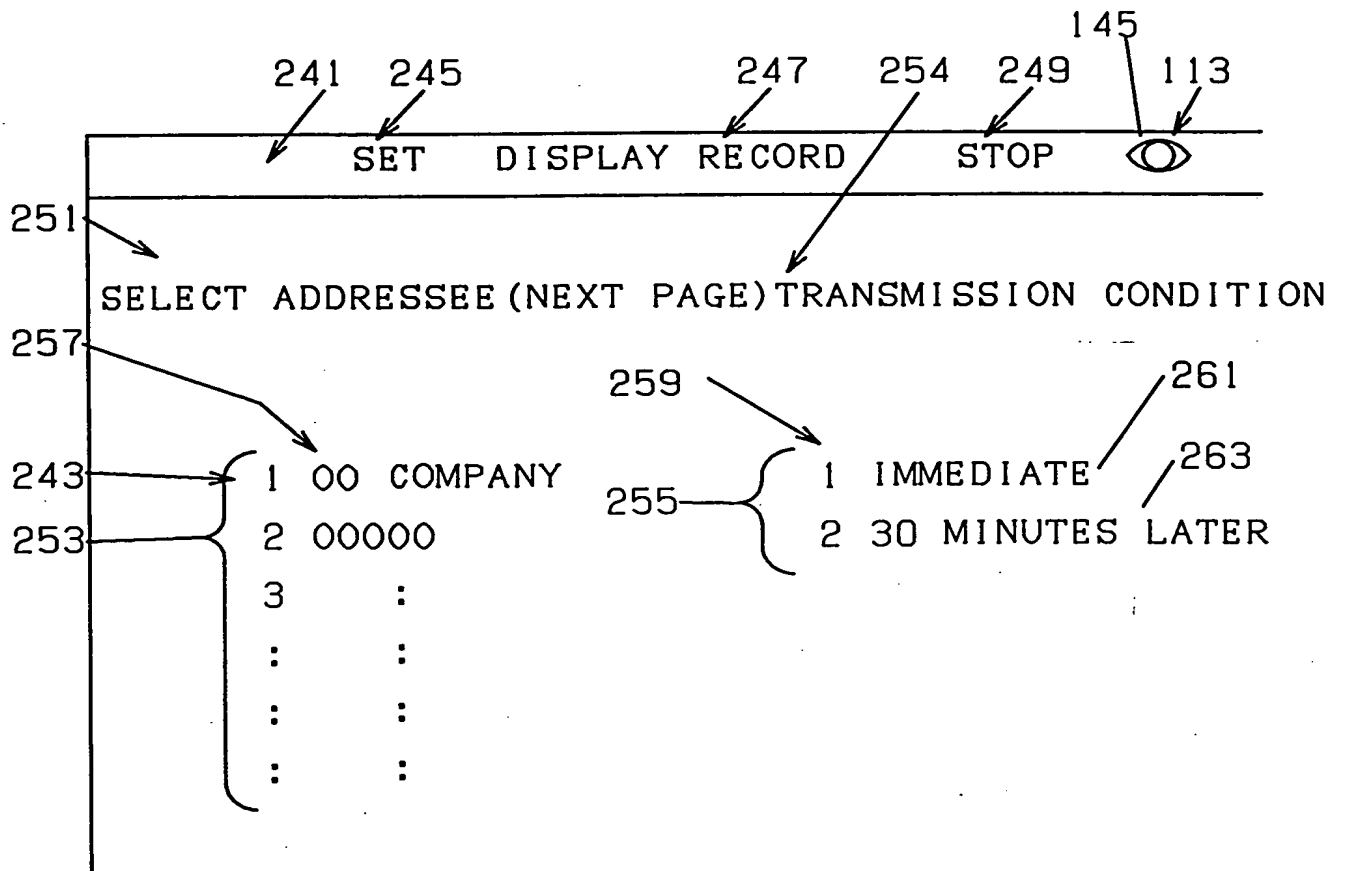 145
241 245 247 254 249 113
SET DISPLAY RECORD STOP
251
SELECT ADDRESSEE(NEXT PAGE)TRANSMISSION CONDITION
257
259 261
243 1 OO COMPANY 255 1 IMMEDIATE 263
253 2 OOOOO 2 30 MINUTES LATER
3 :
: :
: :
: :